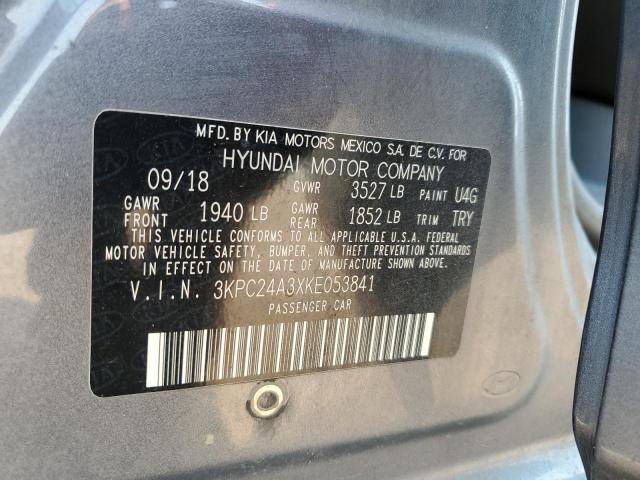 MFD. BY KIA MOTORS MEXICO S.A. DE C.V. FOR
HYUNDAI MOTOR COMPANY
09/18 GVWR 3527 LB PAINT U4G
GAWR FRONT 1940 LB GAWR REAR 1852 LB TRIM TRY
THIS VEHICLE CONFORMS TO ALL APPLICABLE U.S.A. FEDERAL
MOTOR VEHICLE SAFETY, BUMPER, AND THEFT PREVENTION STANDARDS
IN EFFECT ON THE DATE OF MANUFACTURE SHOWN ABOVE.
V.I.N. 3KPC24A3XKE053841
PASSENGER CAR